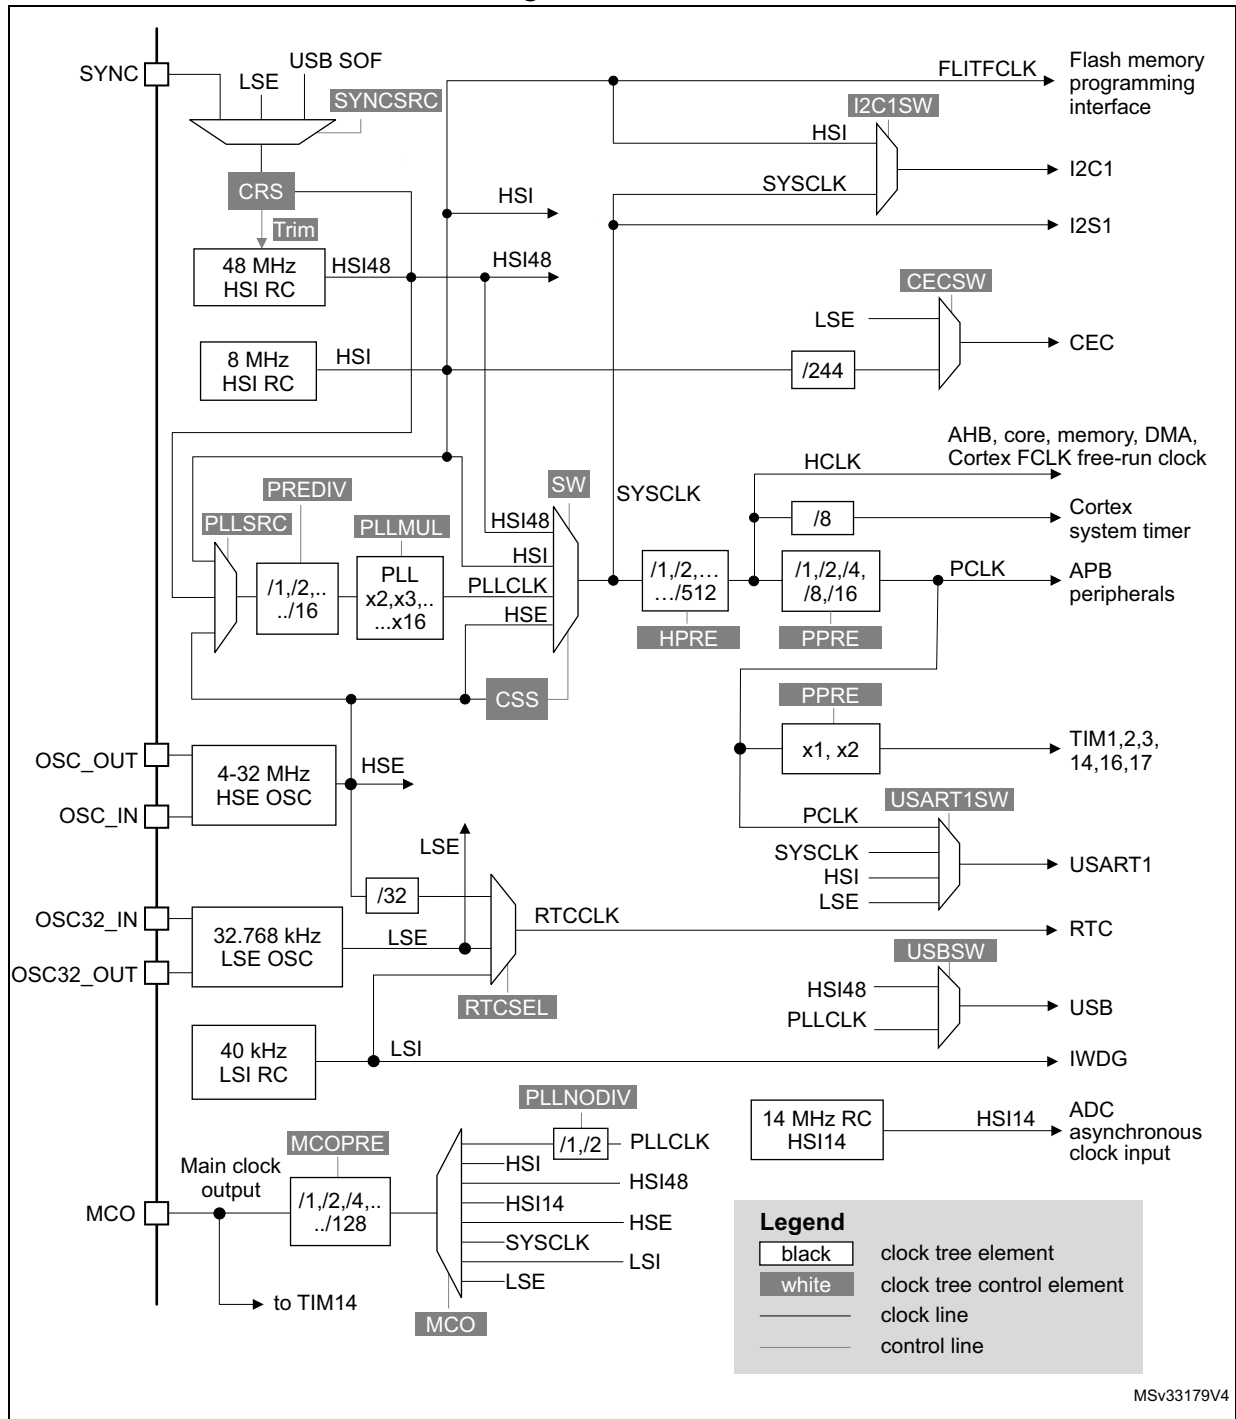 SYNC
LSE
USB SOF
SYNCSRC
CRS
Trim
48 MHz
HSI RC
HSI48
HSI
HSI48
8 MHz
HSI RC
HSI
FLITFCLK
Flash memory
programming
interface
I2C1SW
HSI
SYSCLK
I2C1
I2S1
CECSW
LSE
/244
CEC
AHB, core, memory, DMA,
Cortex FCLK free-run clock
HCLK
/8
Cortex
system timer
PLLSRC
PREDIV
/1,/2,..
../16
PLLMUL
PLL
x2,x3,..
...x16
SW
HSI48
HSI
PLLCLK
HSE
SYSCLK
/1,/2,…
…/512
HPRE
/1,/2,/4,
/8,/16
PPRE
PCLK
APB
peripherals
CSS
PPRE
x1, x2
TIM1,2,3,
14,16,17
OSC_OUT
OSC_IN
4-32 MHz
HSE OSC
HSE
USART1SW
PCLK
SYSCLK
HSI
LSE
USART1
LSE
/32
OSC32_IN
OSC32_OUT
32.768 kHz
LSE OSC
LSE
RTCCLK
RTC
RTCSEL
USBSW
HSI48
PLLCLK
USB
40 kHz
LSI RC
LSI
IWDG
PLLNODIV
/1,/2
PLLCLK
HSI
HSI48
HSI14
HSE
SYSCLK
LSI
LSE
MCO
14 MHz RC
HSI14
HSI14
ADC
asynchronous
clock input
MCOPRE
/1,/2,/4,..
../128
Main clock
output
MCO
to TIM14
Legend
black
clock tree element
white
clock tree control element
clock line
control line
MSv33179V4